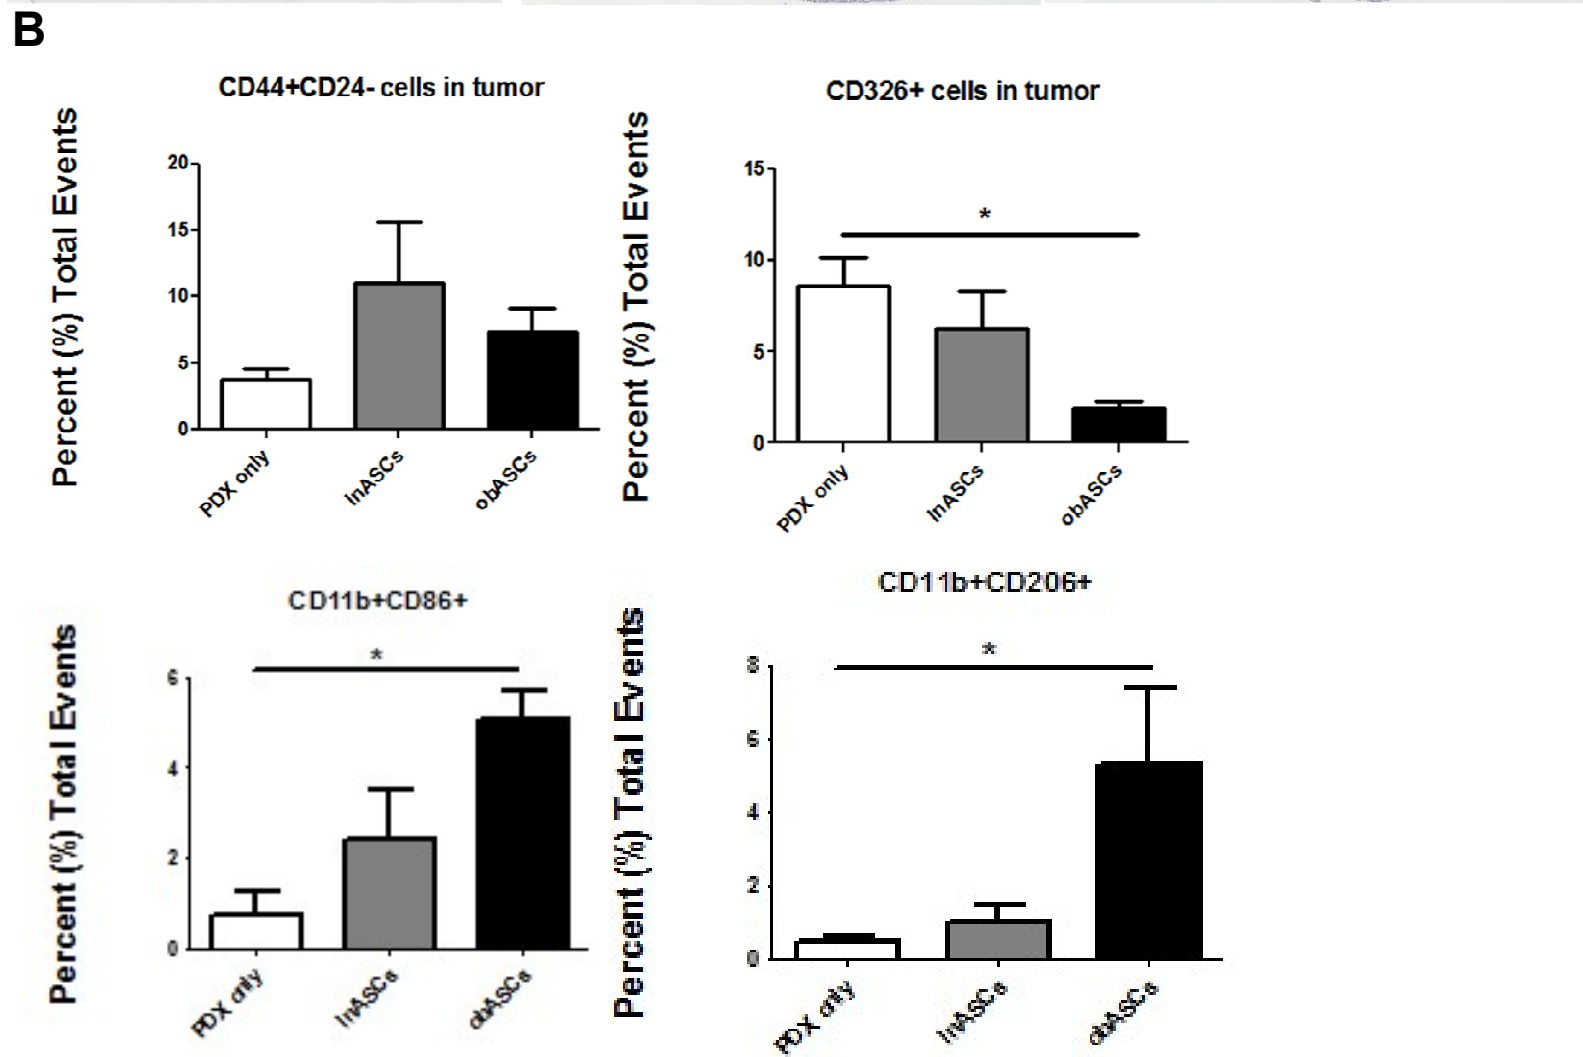 B
CD44+CD24- cells in tumor
Percent (%) Total Events
20
15
10
5
0
PDX only
lnASCs
obASCs
CD326+ cells in tumor
Percent (%) Total Events
15
10
5
0
*
PDX only
lnASCs
obASCs
CD11b+CD86+
Percent (%) Total Events
6
4
2
0
*
PDX only
lnASCs
obASCs
CD11b+CD206+
Percent (%) Total Events
8
6
4
2
0
*
PDX only
lnASCs
obASCs